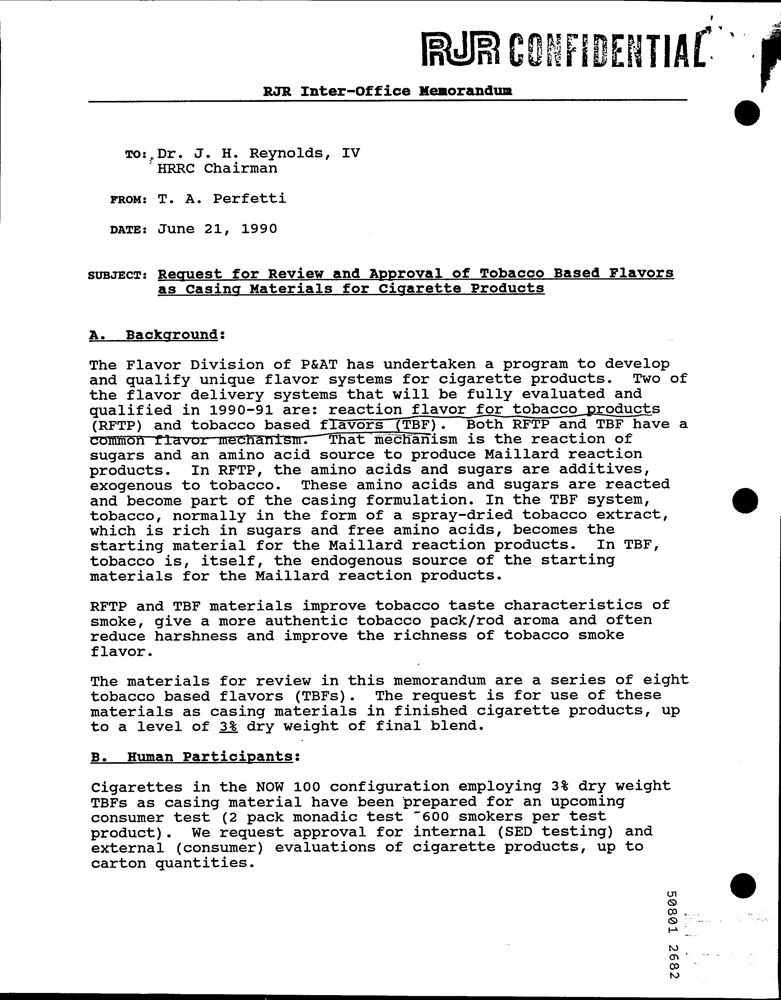 RJR CONFIDENTIAL
RJR Inter-Office Memorandum
TO: Dr. J. H. Reynolds, IV
HRRC Chairman
FROM: T. A. Perfetti
DATE: June 21, 1990
SUBJECT: Request for Review and Approval of Tobacco Based Flavors
as Casing Materials for Cigarette Products
A. Background:
The Flavor Division of P&AT has undertaken a program to develop
and qualify unique flavor systems for cigarette products. Two of
the flavor delivery systems that will be fully evaluated and
qualified in 1990-91 are: reaction flavor for tobacco products
(RFTP) and tobacco based flavors (TBF). Both RFTP and TBF have a
common flavor mechanism. That mechanism is the reaction of
sugars and an amino acid source to produce Maillard reaction
products. In RFTP, the amino acids and sugars are additives,
exogenous to tobacco. These amino acids and sugars are reacted
and become part of the casing formulation. In the TBF system,
tobacco, normally in the form of a spray-dried tobacco extract,
which is rich in sugars and free amino acids, becomes the
starting material for the Maillard reaction products. In TBF,
tobacco is, itself, the endogenous source of the starting
materials for the Maillard reaction products.
RFTP and TBF materials improve tobacco taste characteristics of
smoke, give a more authentic tobacco pack/rod aroma and often
reduce harshness and improve the richness of tobacco smoke
flavor.
The materials for review in this memorandum are a series of eight
tobacco based flavors (TBFs). The request is for use of these
materials as casing materials in finished cigarette products, up
to a level of 3% dry weight of final blend.
B. Human Participants:
Cigarettes in the NOW 100 configuration employing 3% dry weight
TBFs as casing material have been prepared for an upcoming
consumer test (2 pack monadic test ~600 smokers per test
product). We request approval for internal (SED testing) and
external (consumer) evaluations of cigarette products, up to
carton quantities.
50801 2682